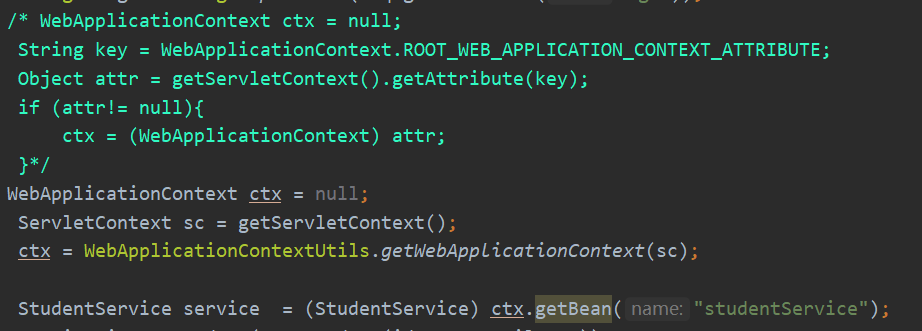 /* WebApplicationContext ctx = null;
String key = WebApplicationContext.ROOT_WEB_APPLICATION_CONTEXT_ATTRIBUTE;
Object attr = getServletContext().getAttribute(key);
if (attr!= null){
ctx = (WebApplicationContext) attr;
}*/
WebApplicationContext ctx = null;
ServletContext sc = getServletContext();
ctx = WebApplicationContextUtils.getWebApplicationContext(sc);
StudentService service  = (StudentService) ctx.getBean( name: "studentService");